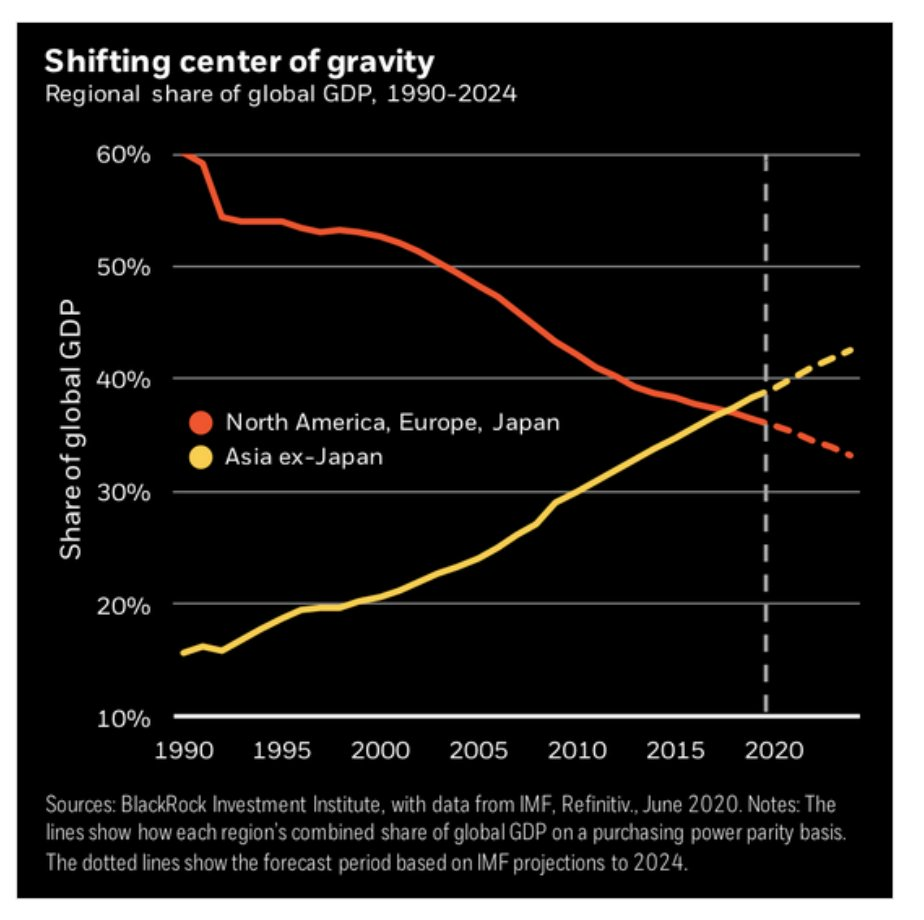 Shifting center of gravity
Regional share of global GDP, 1990-2024
60%
50%
40%
30%
20%
10%
Share of global GDP
North America, Europe, Japan
Asia ex-Japan
1990 1995 2000 2005 2010 2015 2020
Sources: BlackRock Investment Institute, with data from IMF, Refinitiv., June 2020. Notes: The
lines show how each region's combined share of global GDP on a purchasing power parity basis.
The dotted lines show the forecast period based on IMF projections to 2024.